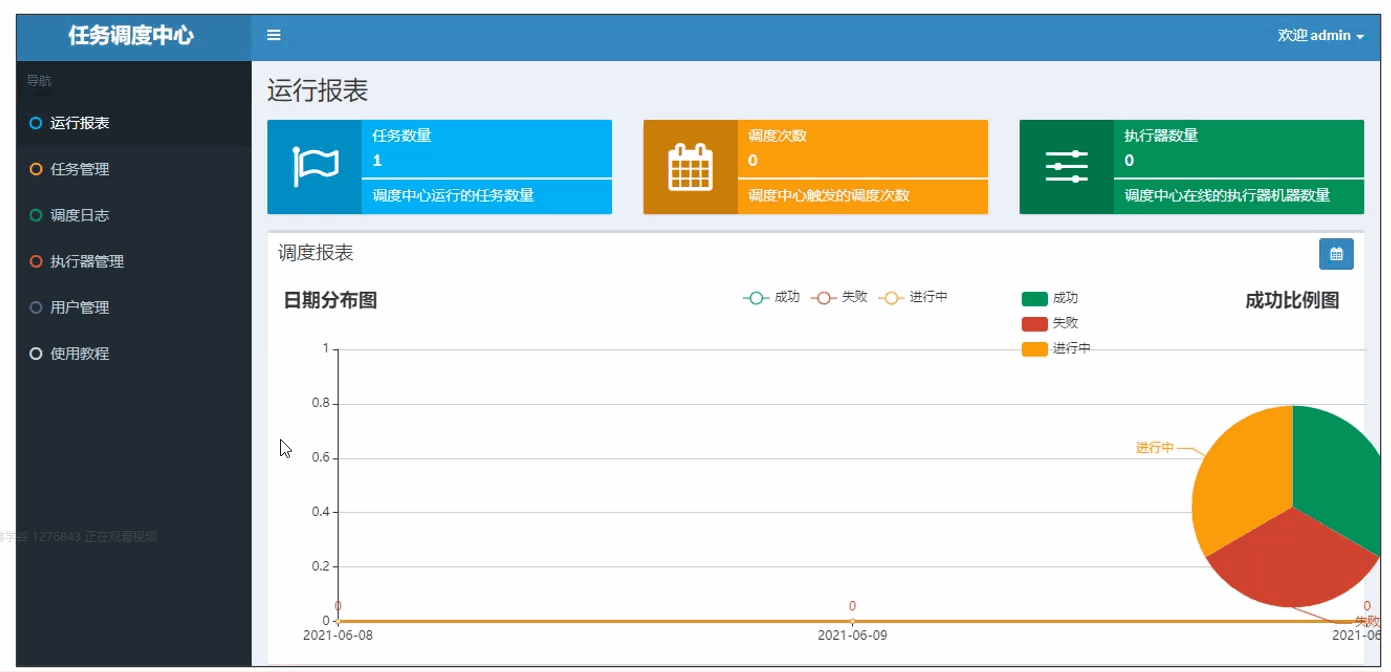 任务调度中心
欢迎 admin
导航
运行报表
任务管理
调度日志
执行器管理
用户管理
使用教程
运行报表
任务数量
1
调度中心运行的任务数量
调度次数
0
调度中心触发的调度次数
执行器数量
0
调度中心在线的执行器机器数量
调度报表
日期分布图
成功 失败 进行中
1
0.8
0.6
0.4
0.2
0
0 0 0
2021-06-08 2021-06-09 2021-06
成功
失败
进行中
成功比例图
进行中
失败
学谷 1276843 正在观看视频